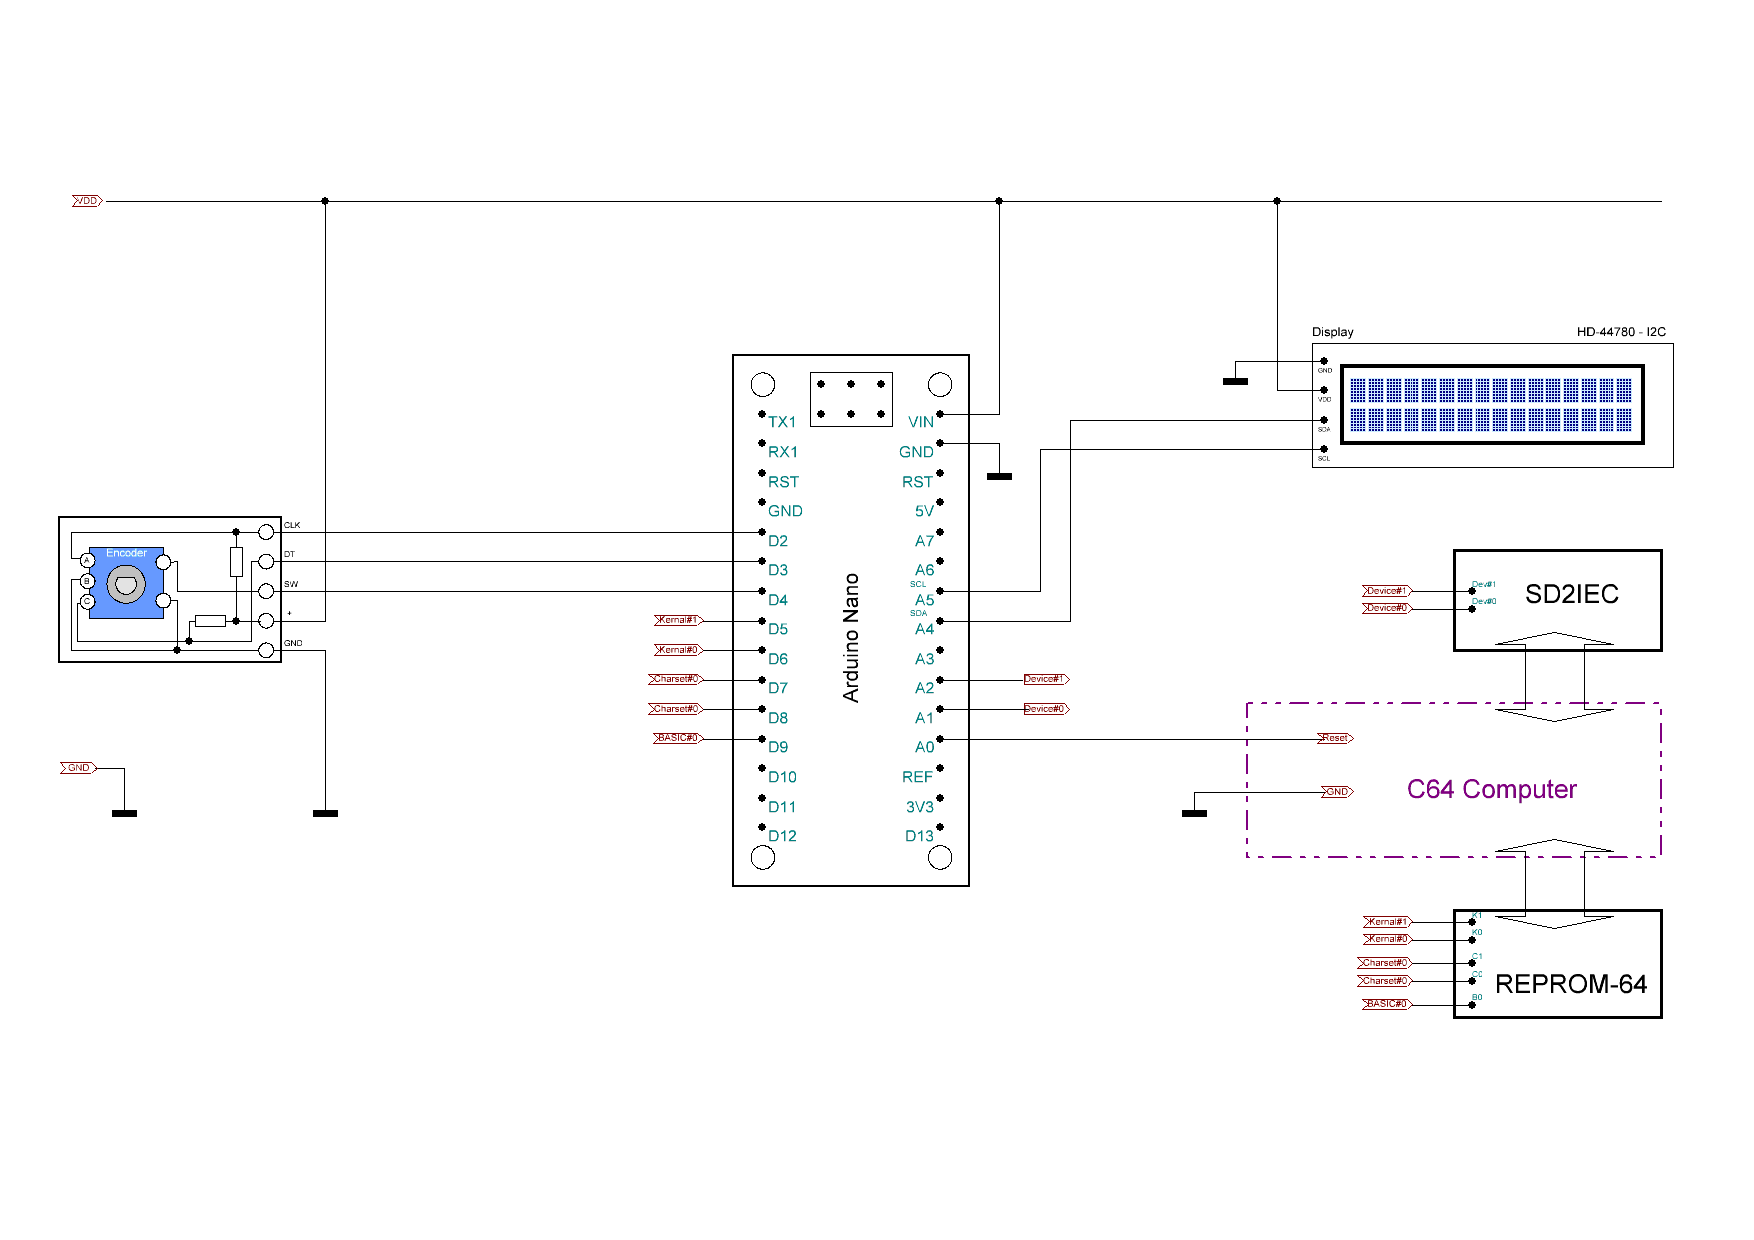 VDD
Display
HD-44780 - I2C
GND
VDD
SDA
SCL
TX1
RX1
RST
GND
D2
D3
D4
D5
D6
D7
D8
D9
D10
D11
D12
Arduino Nano
VIN
GND
RST
5V
A7
A6
SCL
A5
SDA
A4
A3
A2
A1
A0
REF
3V3
D13
Encoder
A
B
C
CLK
DT
SW
+
GND
Kernal#1
Kernal#0
Charset#0
Charset#0
BASIC#0
Device#1
Device#0
GND
Device#1
Device#0
Dev#1
Dev#0
SD2IEC
Reset
GND
C64 Computer
Kernal#1
Kernal#0
Charset#0
Charset#0
BASIC#0
K1
K0
C1
C0
B0
REPROM-64